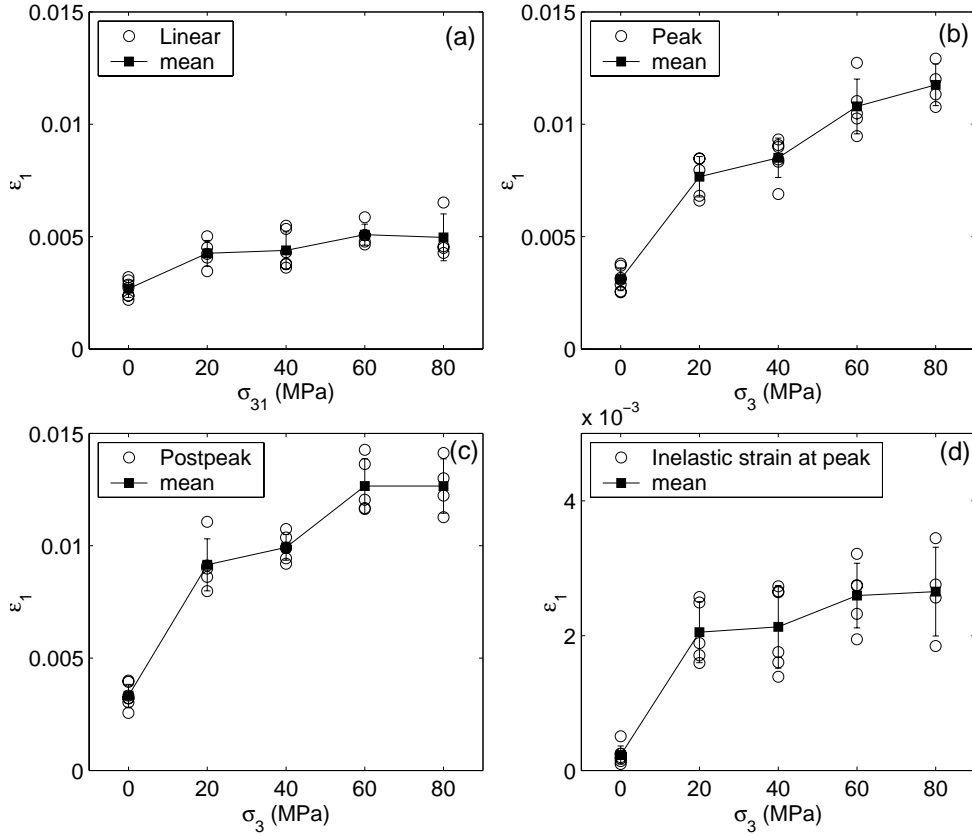 0.015
Linear
mean
(a)
0.01
ε1
0.005
0
0 20 40 60 80
σ31 (MPa)
0.015
Peak
mean
(b)
0.01
ε1
0.005
0
0 20 40 60 80
σ3 (MPa)
0.015
Postpeak
mean
(c)
0.01
ε1
0.005
0
0 20 40 60 80
σ3 (MPa)
x 10−3
Inelastic strain at peak
mean
(d)
4
ε1
2
0
0 20 40 60 80
σ3 (MPa)